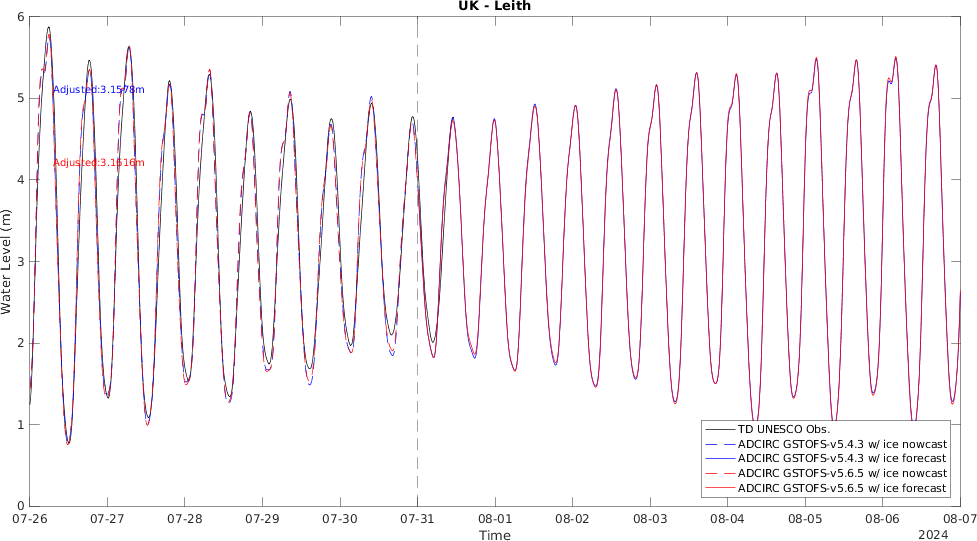 UK - Leith
6
5
4
3
2
1
0
Water Level (m)
Adjusted:3.1578m
Adjusted:3.1516m
TD UNESCO Obs.
ADCIRC GSTOFS-v5.4.3 w/ ice nowcast
ADCIRC GSTOFS-v5.4.3 w/ ice forecast
ADCIRC GSTOFS-v5.6.5 w/ ice nowcast
ADCIRC GSTOFS-v5.6.5 w/ ice forecast
07-26 07-27 07-28 07-29 07-30 07-31 08-01 08-02 08-03 08-04 08-05 08-06 08-07
Time
2024